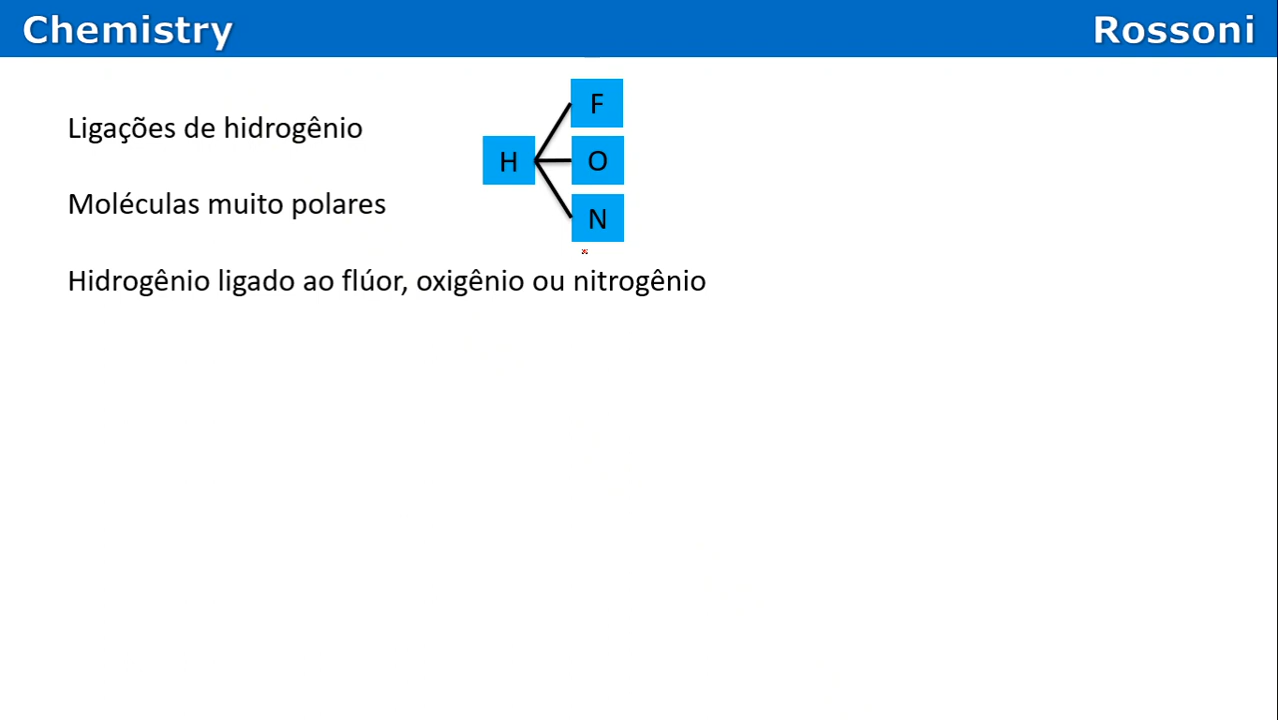 Chemistry Rossoni
Ligações de hidrogênio
F
H O
N
Moléculas muito polares
Hidrogênio ligado ao flúor, oxigênio ou nitrogênio